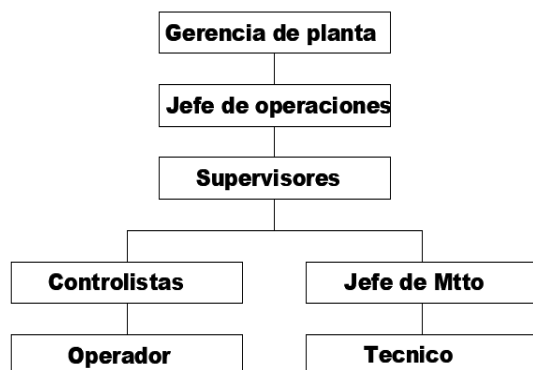 Gerencia de planta
Jefe de operaciones
Supervisores
Controlistas
Jefe de Mtto
Operador
Tecnico